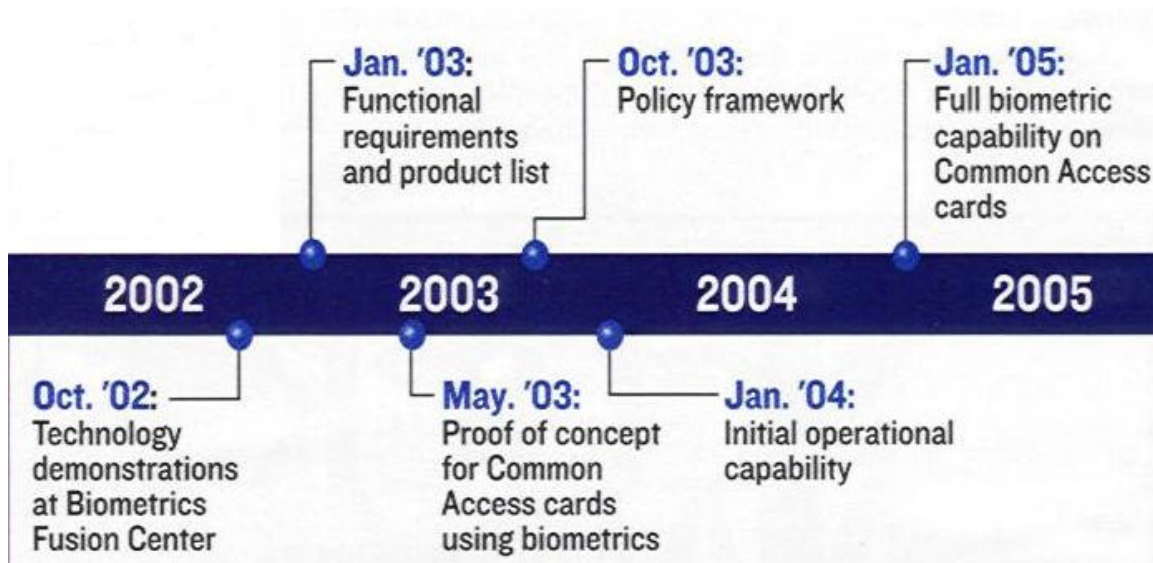 Jan. '03:
Functional
requirements
and product list
Oct. '03:
Policy framework
Jan. '05:
Full biometric
capability on
Common Access
cards
2002
2003
2004
2005
Oct. '02:
Technology
demonstrations
at Biometrics
Fusion Center
May. '03:
Proof of concept
for Common
Access cards
using biometrics
Jan. '04:
Initial operational
capability